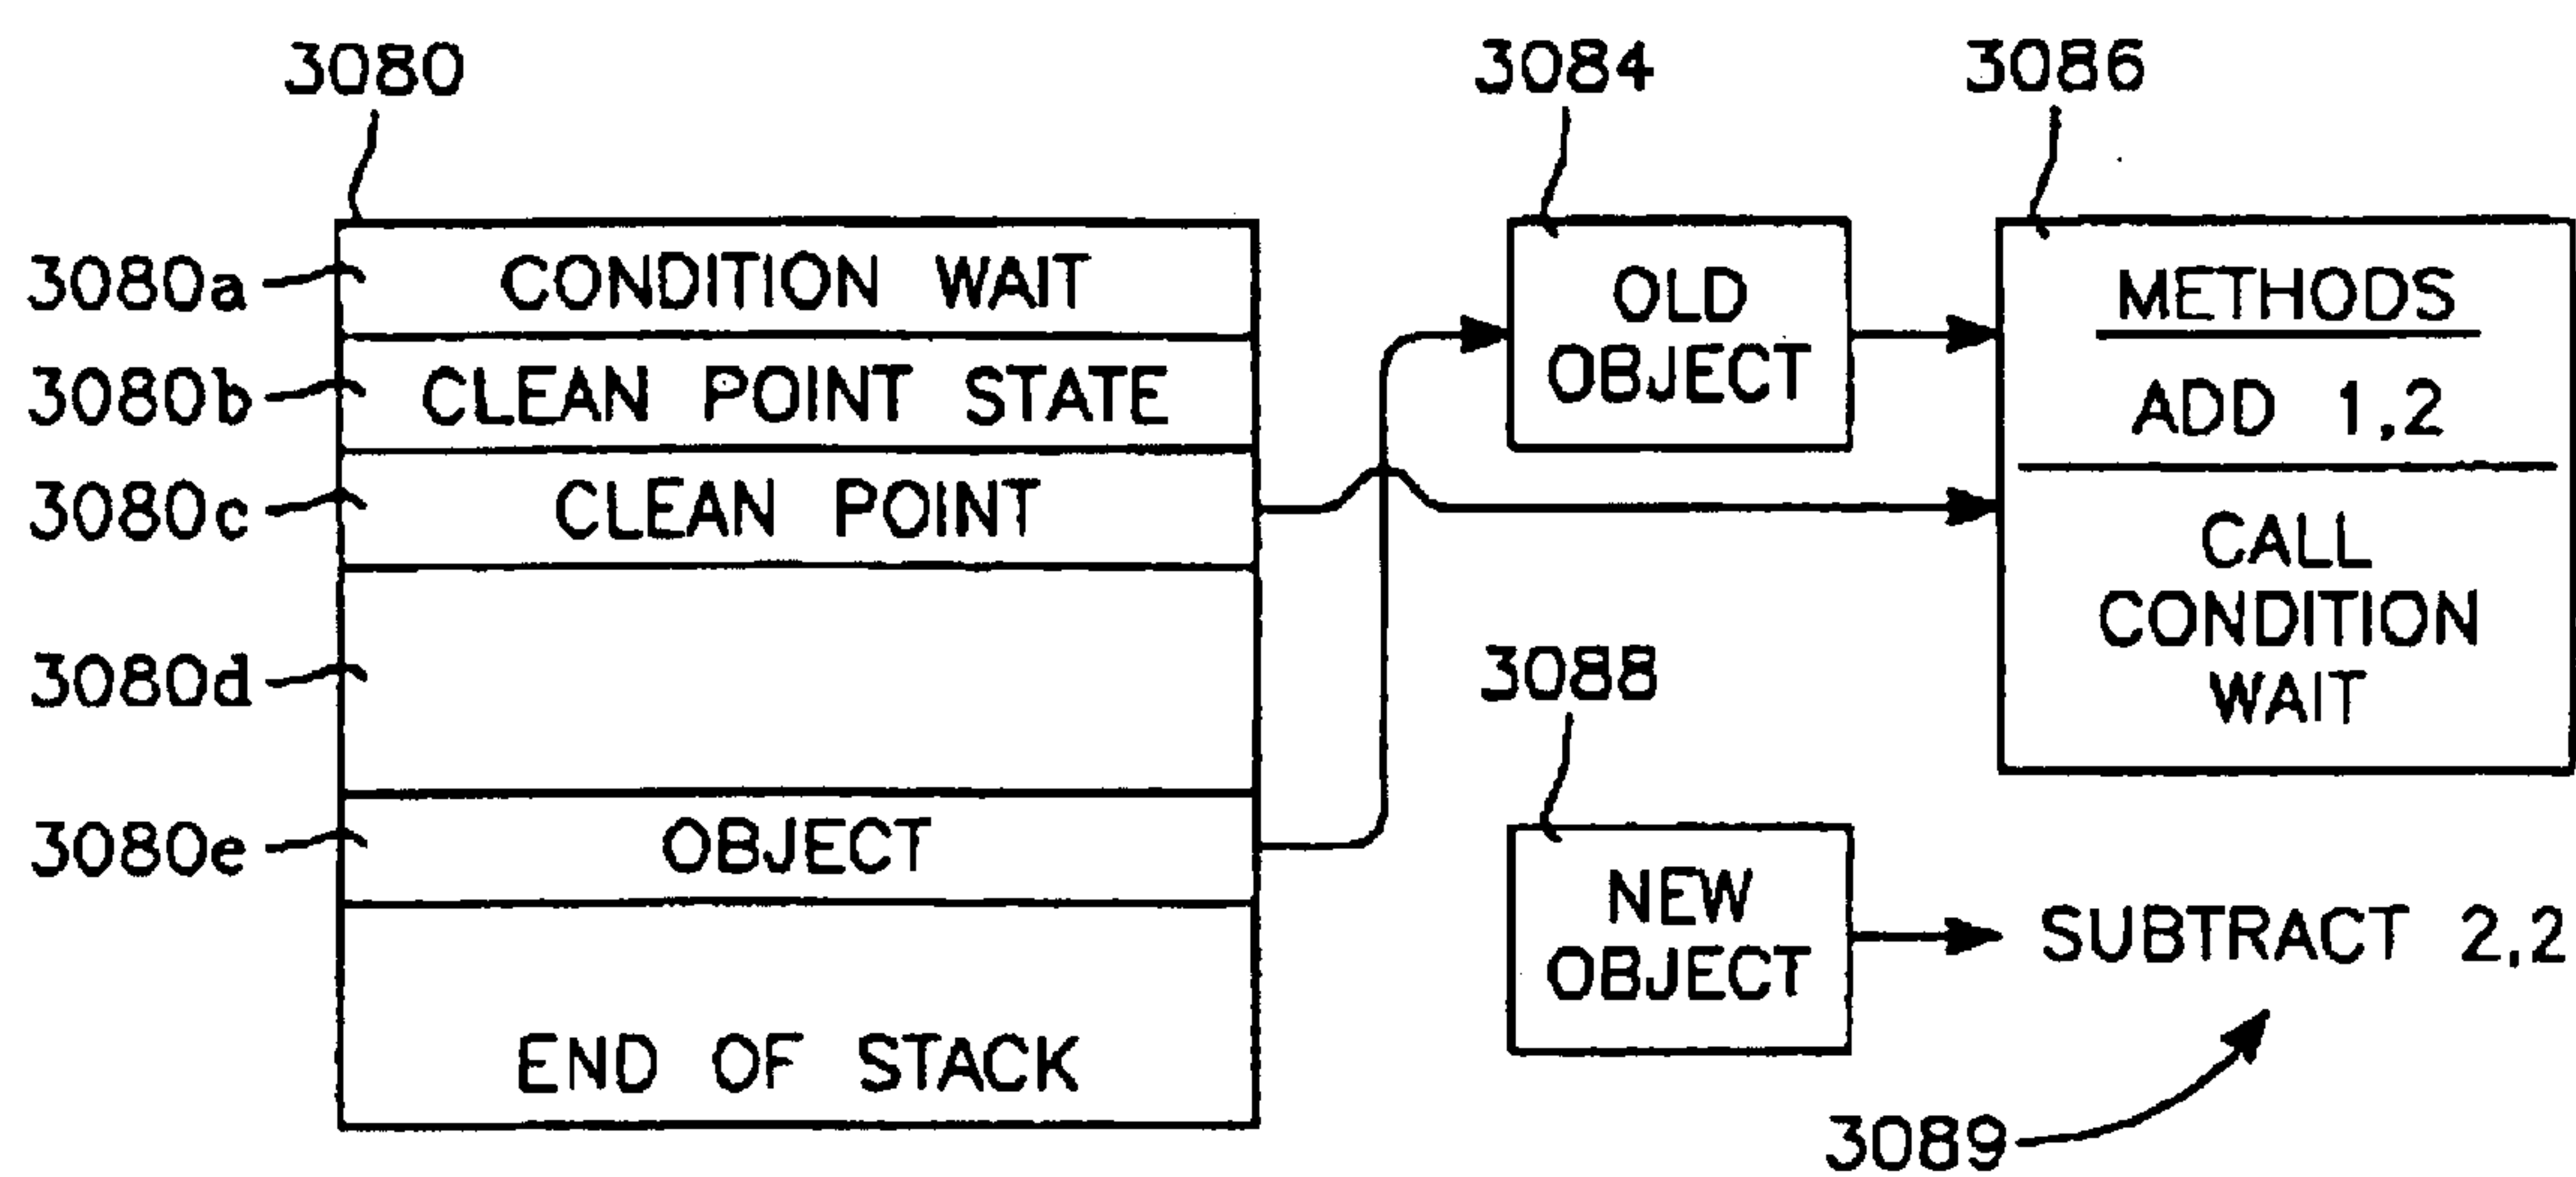 3080
3084
3086
3080a
CONDITION WAIT
3080b
CLEAN POINT STATE
3080c
CLEAN POINT
3080d
3080e
OBJECT
END OF STACK
OLD
OBJECT
METHODS
ADD 1,2
CALL
CONDITION
WAIT
3088
NEW
OBJECT
SUBTRACT 2,2
3089